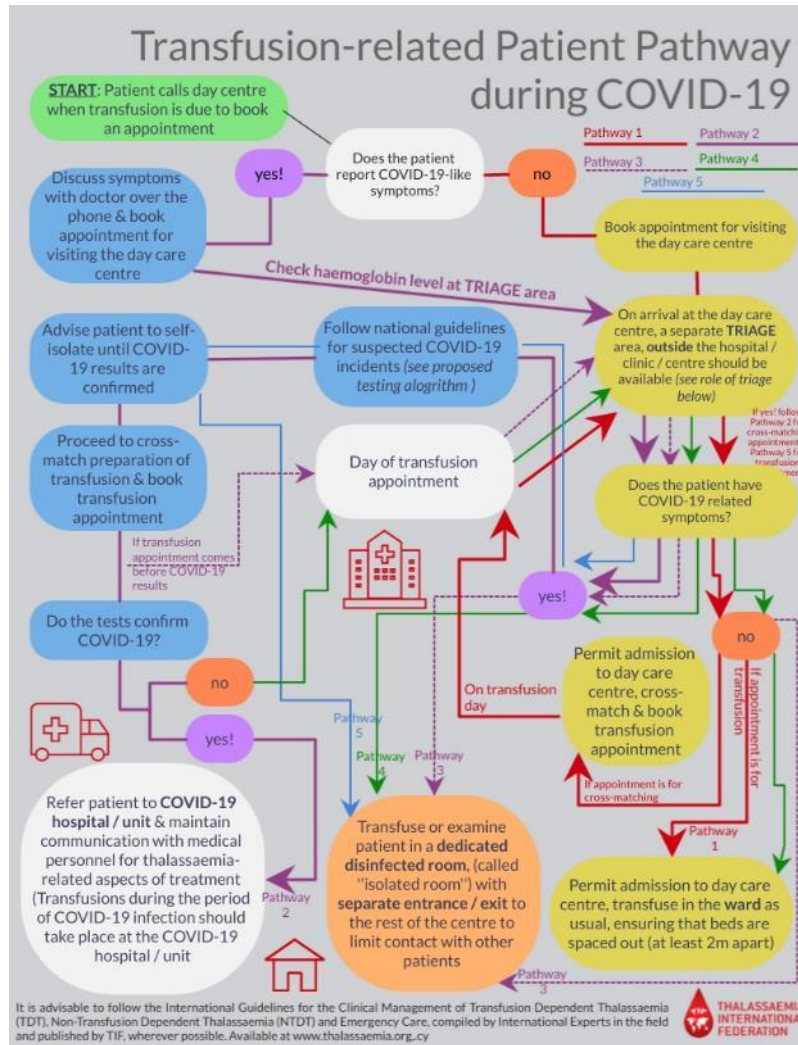 Transfusion-related Patient Pathway
during COVID-19
START: Patient calls day centre
when transfusion is due to book
an appointment
Pathway 1
Pathway 2
Pathway 3
Pathway 4
Pathway 5
Does the patient
report COVID-19-like
symptoms?
yes!
no
Discuss symptoms
with doctor over the
phone & book
appointment for
visiting the day care
centre
Book appointment for visiting
the day care centre
Check haemoglobin level at TRIAGE area
On arrival at the day care
centre, a separate TRIAGE
area, outside the hospital /
clinic / centre should be
available (see role of triage
below)
Advise patient to self-
isolate until COVID-
19 results are
confirmed
Follow national guidelines
for suspected COVID-19
incidents (see proposed
testing alogrithm )
If yes! follow
Pathway 2
cross-matching
appointment
Pathway 5
Proceed to cross-
match preparation of
transfusion & book
transfusion
appointment
Day of transfusion
appointment
Does the patient have
COVID-19 related
symptoms?
If transfusion
appointment comes
before COVID-19
results
yes!
no
Do the tests confirm
COVID-19?
no
yes!
On transfusion
day
Permit admission
to day care
centre, cross-
match & book
transfusion
appointment
If appointment is for
transfusion
If appointment is for
cross-matching
Pathway
5
Pathway
4
Pathway
3
Pathway
1
Refer patient to COVID-19
hospital / unit & maintain
communication with medical
personnel for thalassaemia-
related aspects of treatment
(Transfusions during the period
of COVID-19 infection should
take place at the COVID-19
hospital / unit
Pathway
2
Transfuse or examine
patient in a dedicated
disinfected room, (called
"isolated room") with
separate entrance / exit to
the rest of the centre to
limit contact with other
patients
Permit admission to day care
centre, transfuse in the ward as
usual, ensuring that beds are
spaced out (at least 2m apart)
Pathway
3
It is advisable to follow the International Guidelines for the Clinical Management of Transfusion Dependent Thalassaemia
(TDT), Non-Transfusion Dependent Thalassaemia (NTDT) and Emergency Care, compiled by International Experts in the field
and published by TIF, wherever possible. Available at www.thalassaemia.org.cy
TIF
THALASSAEMIA
INTERNATIONAL
FEDERATION